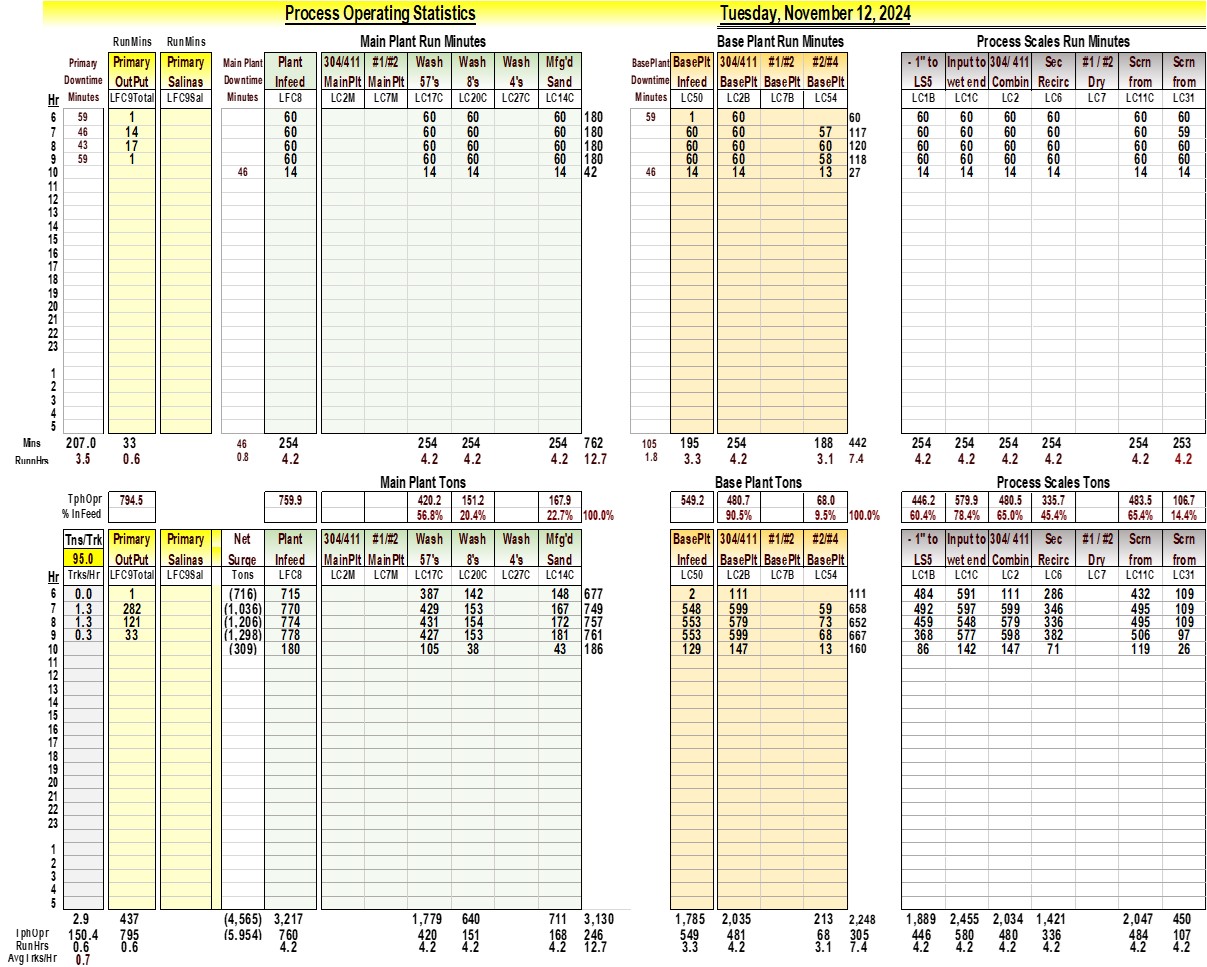 Process Operating Statistics Tuesday, November 12, 2024
RunMins RunMins Main Plant Run Minutes Base Plant Run Minutes Process Scales Run Minutes
Primary Primary Primary Main Plant Plant 304/411 #1/#2 Wash Wash Wash Mfg'd BasePlant BasePlt 304/411 #1/#2 #2/#4 - 1" to Input to 304/ 411 Sec #1 / #2 Scrn Scrn
Downtime OutPut Salinas Downtime Infeed MainPlt MainPlt 57's 8's 4's Sand Downtime Infeed BasePlt BasePlt BasePlt LS5 wet end Combin Recirc Dry from from
Hr Minutes LFC9Total LFC9Sal Minutes LFC8 LC2M LC7M LC17C LC20C LC27C LC14C Minutes LC50 LC2B LC7B LC54 LC1B LC1C LC2 LC6 LC7 LC11C LC31
6 59 1 60 60 60 60 180 59 1 60 60 60 60 60 60 60 60
7 46 14 60 60 60 60 180 60 60 57 117 60 60 60 60 60 59
8 43 17 60 60 60 60 180 60 60 60 120 60 60 60 60 60 60
9 59 1 60 60 60 60 180 60 60 58 118 60 60 60 60 60 60
10 46 14 14 14 14 42 46 14 14 13 27 14 14 14 14 14 14
11
12
13
14
15
16
17
18
19
20
21
22
23
1
2
3
4
5
Mins 207.0 33 46 254 254 254 254 762 105 195 254 188 442 254 254 254 254 254 253
RunnHrs 3.5 0.6 0.8 4.2 4.2 4.2 4.2 12.7 1.8 3.3 4.2 3.1 7.4 4.2 4.2 4.2 4.2 4.2 4.2
Main Plant Tons Base Plant Tons Process Scales Tons
TphOpr 794.5 759.9 420.2 151.2 167.9 549.2 480.7 68.0 446.2 579.9 480.5 335.7 483.5 106.7
% InFeed 56.8% 20.4% 22.7% 100.0% 90.5% 9.5% 100.0% 60.4% 78.4% 65.0% 45.4% 65.4% 14.4%
Tns/Trk Primary Primary Net Plant 304/411 #1/#2 Wash Wash Wash Mfg'd BasePlt 304/411 #1/#2 #2/#4 - 1" to Input to 304/ 411 Sec #1 / #2 Scrn Scrn
95.0 OutPut Salinas Surge Infeed MainPlt MainPlt 57's 8's 4's Sand Infeed BasePlt BasePlt BasePlt LS5 wet end Combin Recirc Dry from from
Hr Trks/Hr LFC9Total LFC9Sal Tons LFC8 LC2M LC7M LC17C LC20C LC27C LC14C LC50 LC2B LC7B LC54 LC1B LC1C LC2 LC6 LC7 LC11C LC31
6 0.0 1 (716) 715 387 142 148 677 2 111 111 484 591 111 286 432 109
7 1.3 282 (1,036) 770 429 153 167 749 548 599 59 658 492 597 599 346 495 109
8 1.3 121 (1,206) 774 431 154 172 757 553 579 73 652 459 548 579 336 495 109
9 0.3 33 (1,298) 778 427 153 181 761 553 599 68 667 368 577 598 382 506 97
10 (309) 180 105 38 43 186 129 147 13 160 86 142 147 71 119 26
11
12
13
14
15
16
17
18
19
20
21
22
23
1
2
3
4
5
2.9 437 (4,565) 3,217 1,779 640 711 3,130 1,785 2,035 213 2,248 1,889 2,455 2,034 1,421 2,047 450
TphOpr 150.4 795 (5,954) 760 420 151 168 246 549 481 68 305 446 580 480 336 484 107
RunHrs 0.6 0.6 4.2 4.2 4.2 4.2 12.7 3.3 4.2 3.1 7.4 4.2 4.2 4.2 4.2 4.2 4.2
AvgTrks/Hr 0.7